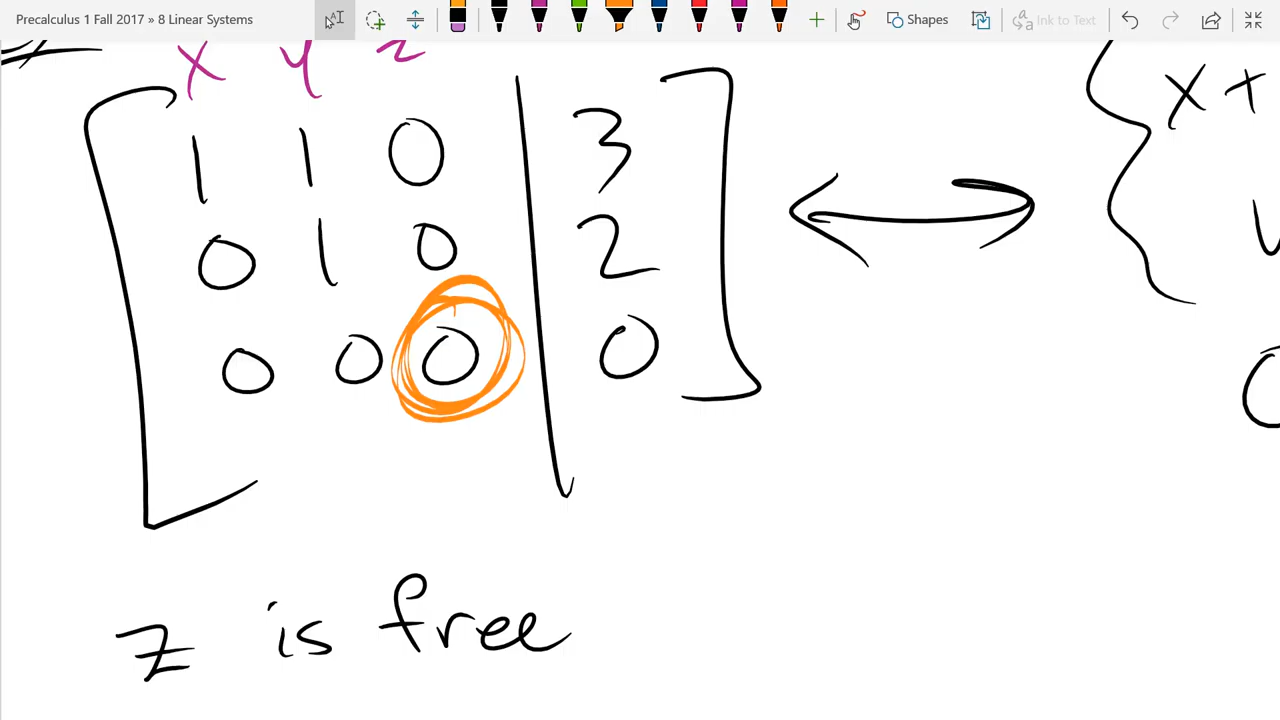 Precalculus 1 Fall 2017 » 8 Linear Systems
Shapes
Ink to Text
x y z
1 1 0 3
0 1 0 2
0 0 0 0
x +
0
z is free